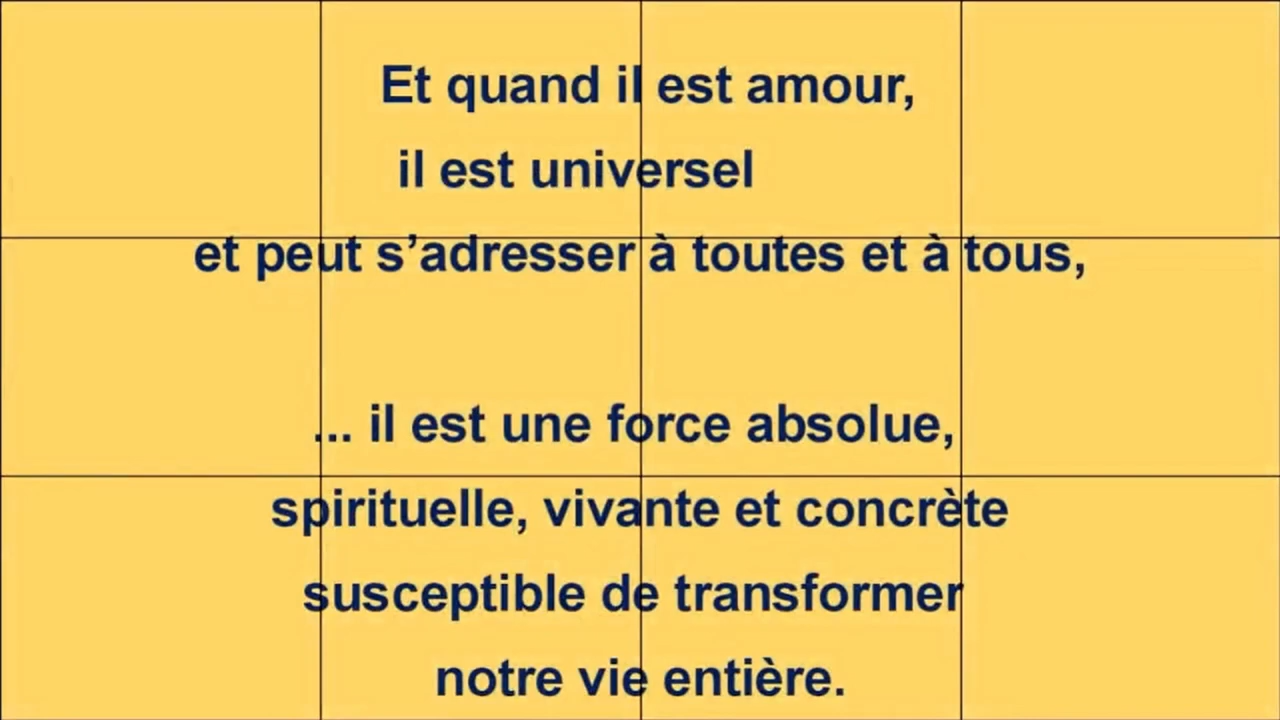 Et quand il est amour,
il est universel
et peut s’adresser à toutes et à tous,
... il est une force absolue,
spirituelle, vivante et concrète
susceptible de transformer
notre vie entière.